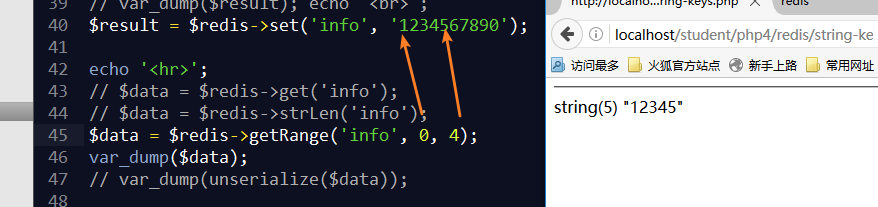 39 // var_dump($result); echo '<br>';
40 $result = $redis->set('info', '1234567890');
41
42 echo '<hr>';
43 // $data = $redis->get('info');
44 // $data = $redis->strLen('info');
45 $data = $redis->getRange('info', 0, 4);
46 var_dump($data);
47 // var_dump(unserialize($data));
48
http://localho...ring-keys.php
redis
localhost/student/php4/redis/string-ke
访问最多 火狐官方站点 新手上路 常用网址
string(5) "12345"